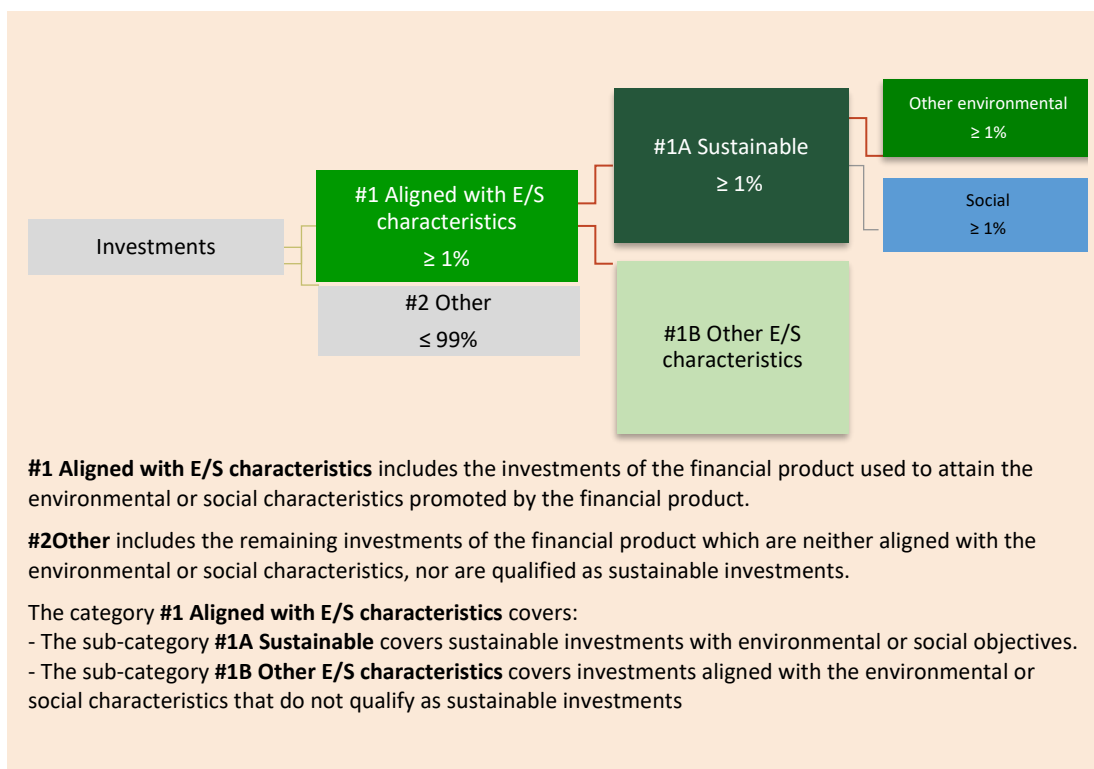 Investments
#1 Aligned with E/S
characteristics
≥ 1%
#2 Other
≤ 99%
#1A Sustainable
≥ 1%
#1B Other E/S
characteristics
Other environmental
≥ 1%
Social
≥ 1%
#1 Aligned with E/S characteristics includes the investments of the financial product used to attain the
environmental or social characteristics promoted by the financial product.
#2Other includes the remaining investments of the financial product which are neither aligned with the
environmental or social characteristics, nor are qualified as sustainable investments.
The category #1 Aligned with E/S characteristics covers:
- The sub-category #1A Sustainable covers sustainable investments with environmental or social objectives.
- The sub-category #1B Other E/S characteristics covers investments aligned with the environmental or
social characteristics that do not qualify as sustainable investments